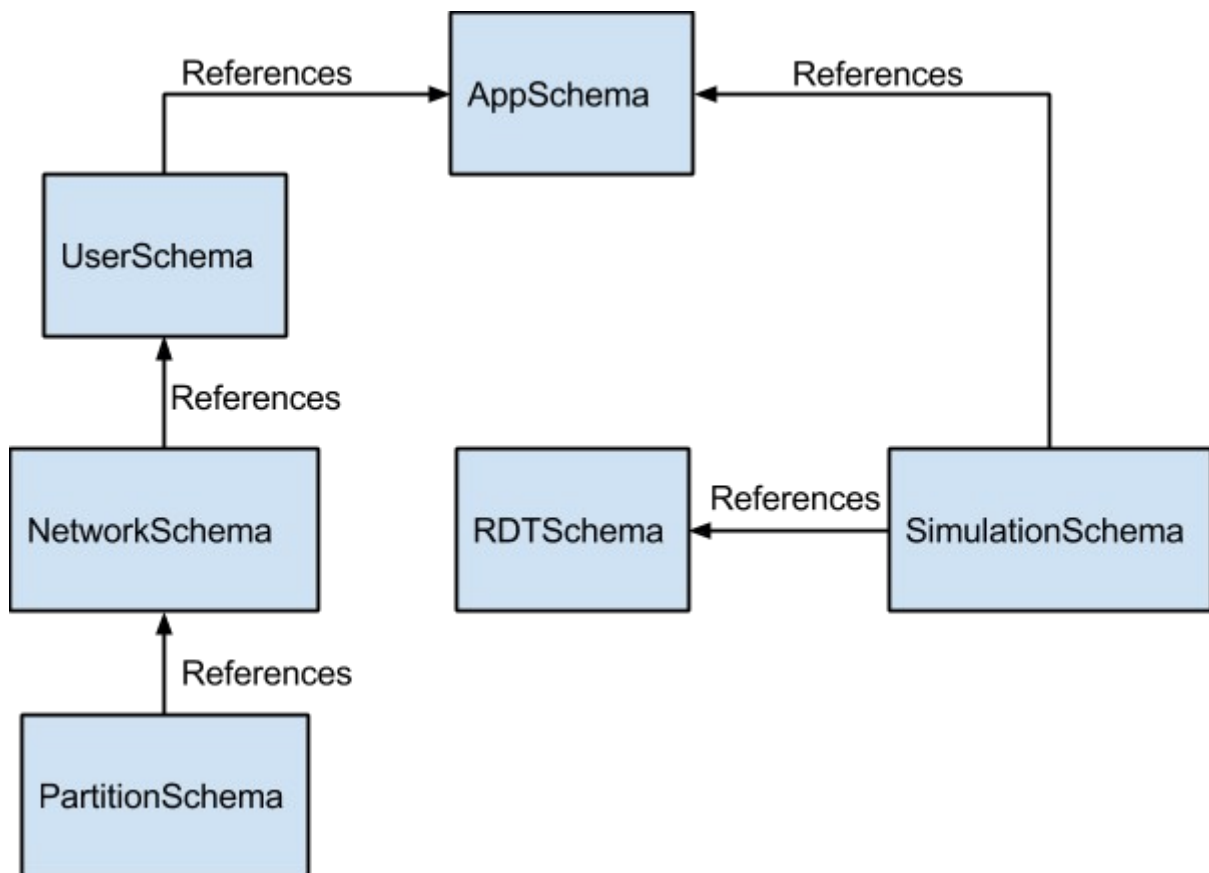 References
References
AppSchema
UserSchema
References
NetworkSchema
RDTSchema
References
SimulationSchema
References
PartitionSchema